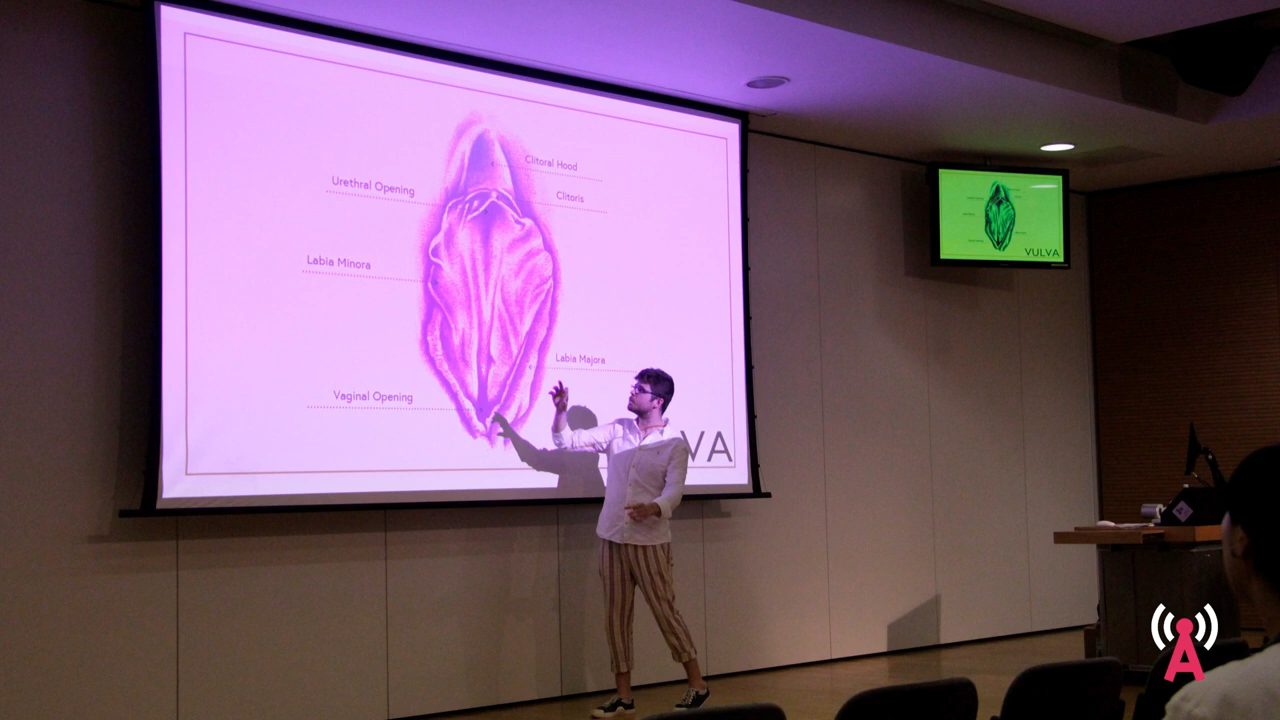 Clitoral Hood
Urethral Opening
Clitoris
Labia Minora
Labia Majora
Vaginal Opening
VA
VULVA
A